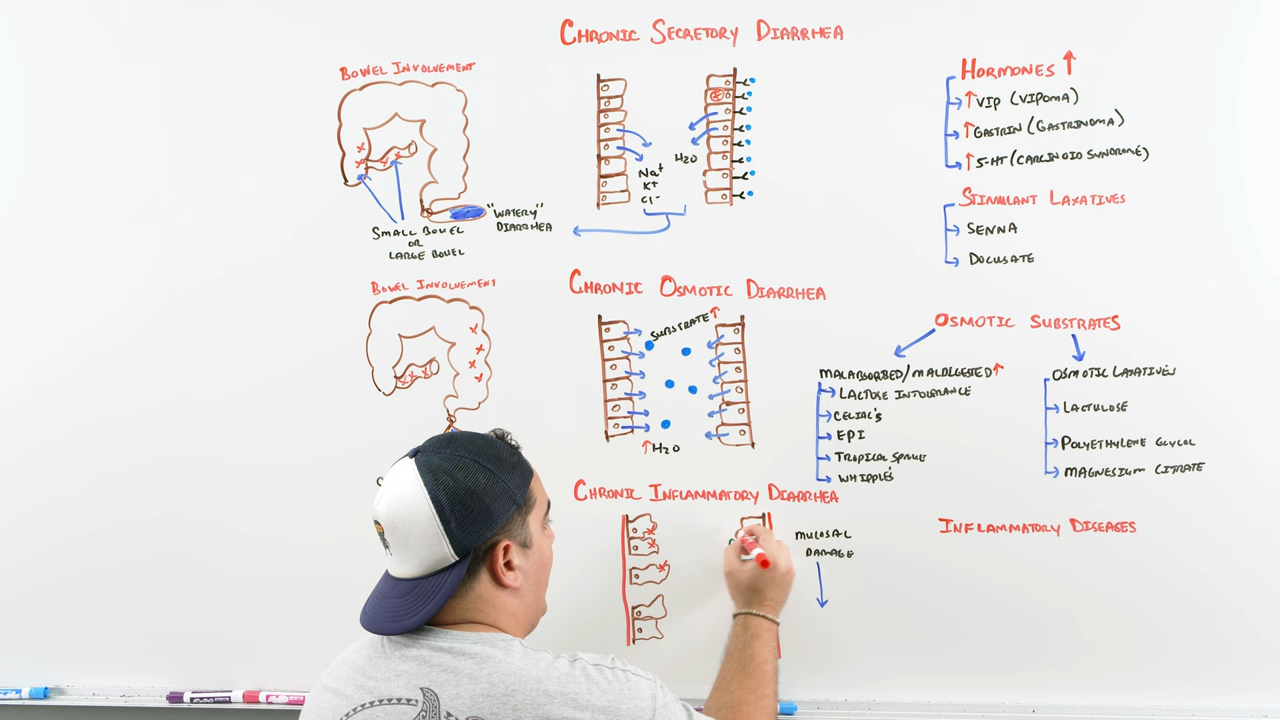 CHRONIC SECRETORY DIARRHEA
BOWEL INVOLVEMENT
Na+
K+
Cl-
H2O
"WATERY"
DIARRHEA
SMALL BOWEL
OR
LARGE BOWEL
HORMONES ↑
↑ VIP (VIPOMA)
↑ GASTRIN (GASTRINOMA)
↑ 5-HT (CARCINOID SYNDROME)
STIMULANT LAXATIVES
SENNA
DOCUSATE
CHRONIC OSMOTIC DIARRHEA
BOWEL INVOLVEMENT
SUBSTRATE ↑
↑ H2O
OSMOTIC SUBSTRATES
MALABSORBED/MALDIGESTED ↑
LACTOSE INTOLERANCE
CELIAC'S
EPI
TROPICAL SPRUE
WHIPPLE'S
OSMOTIC LAXATIVES
LACTULOSE
POLYETHYLENE GLYCOL
MAGNESIUM CITRATE
CHRONIC INFLAMMATORY DIARRHEA
MUCOSAL
DAMAGE
INFLAMMATORY DISEASES